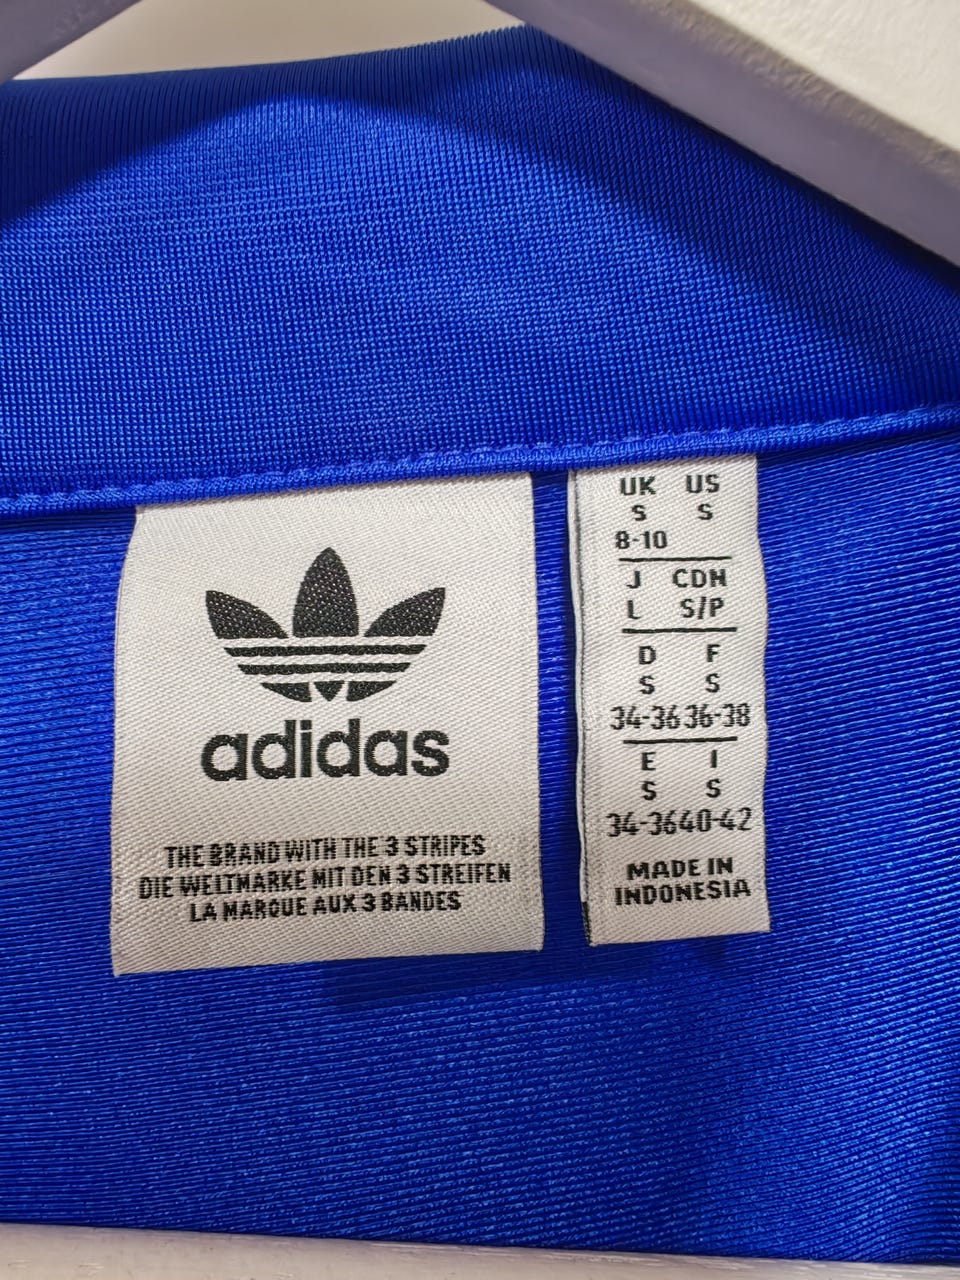 adidas
THE BRAND WITH THE 3 STRIPES
DIE WELTMARKE MIT DEN 3 STREIFEN
LA MARQUE AUX 3 BANDES
UK US
S S
8-10
J CDN
L S/P
D F
S S
34-36 36-38
E I
S S
34-36 40-42
MADE IN
INDONESIA